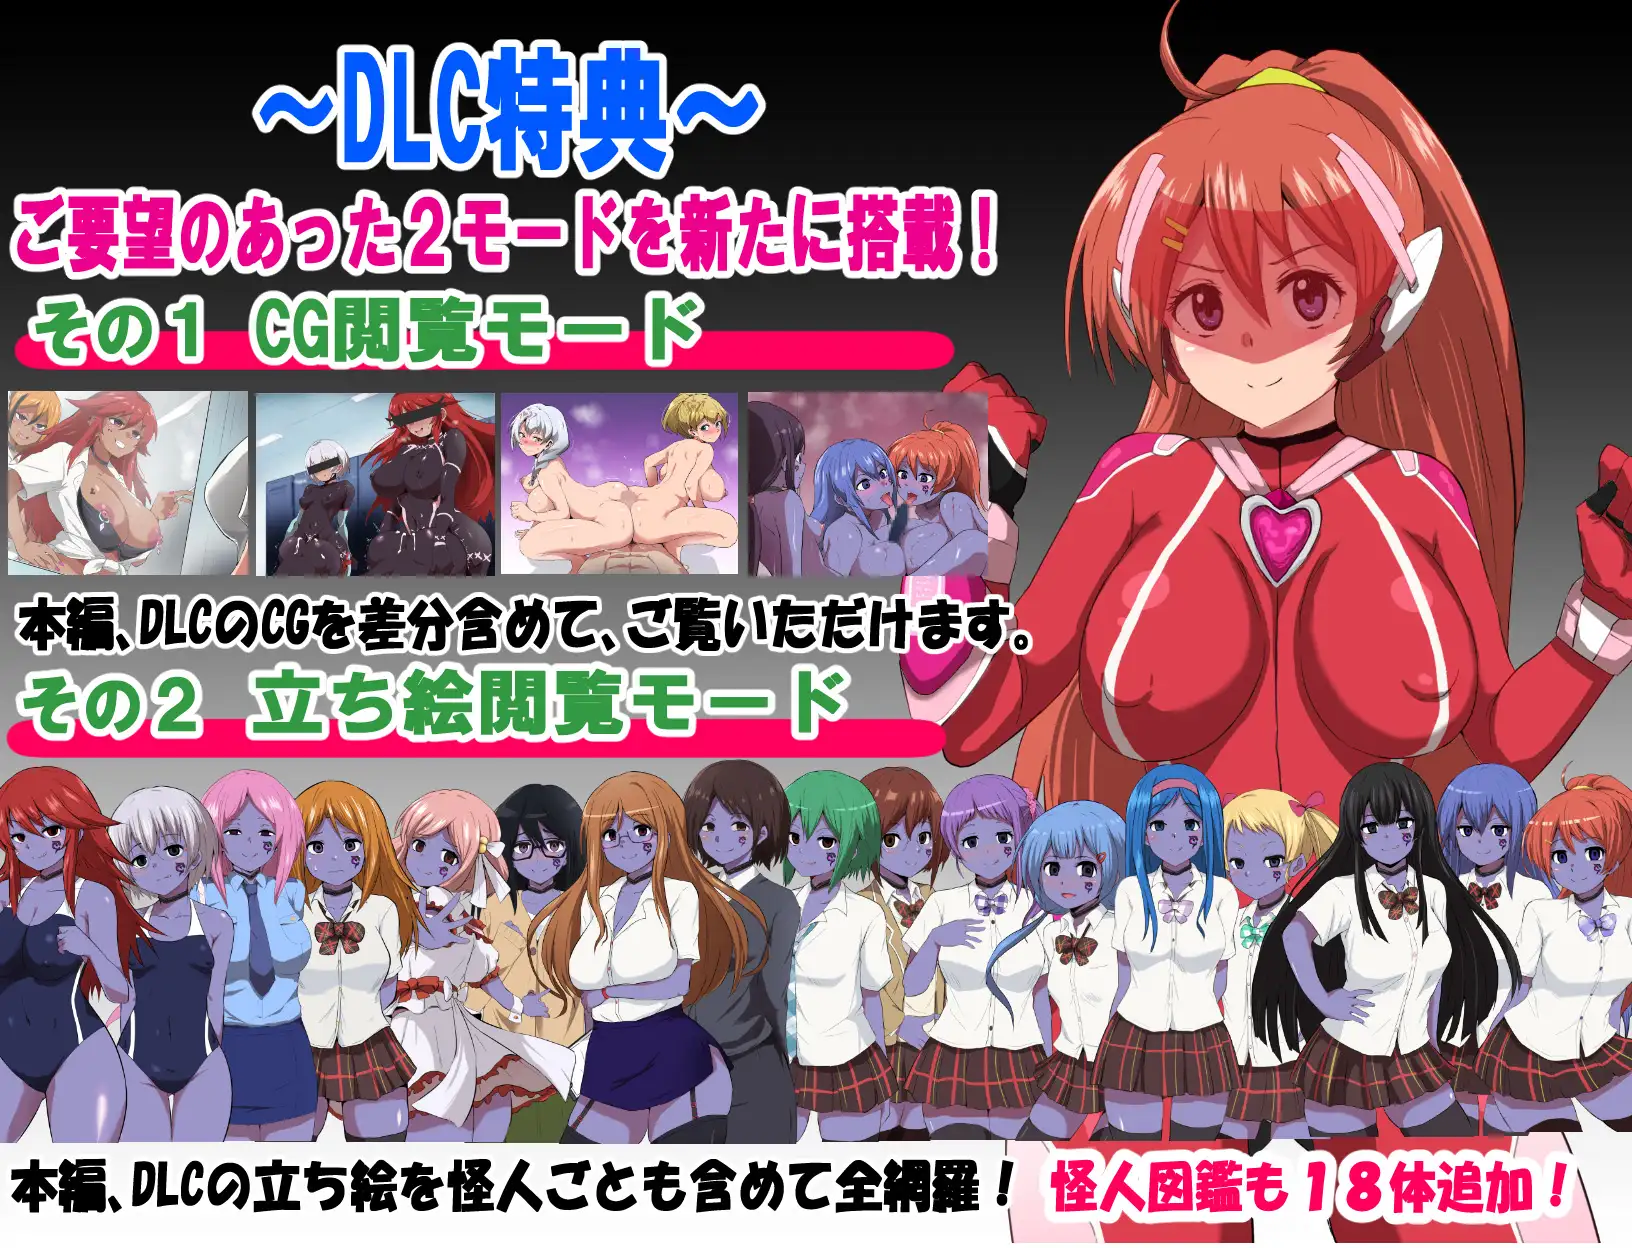 ～DLC特典～
ご要望のあった２モードを新たに搭載！
その１ CG閲覧モード
本編、DLCのCGを差分含めて、ご覧いただけます。
その２ 立ち絵閲覧モード
本編、DLCの立ち絵を怪人ごとも含めて全網羅！
怪人図鑑も１８体追加！